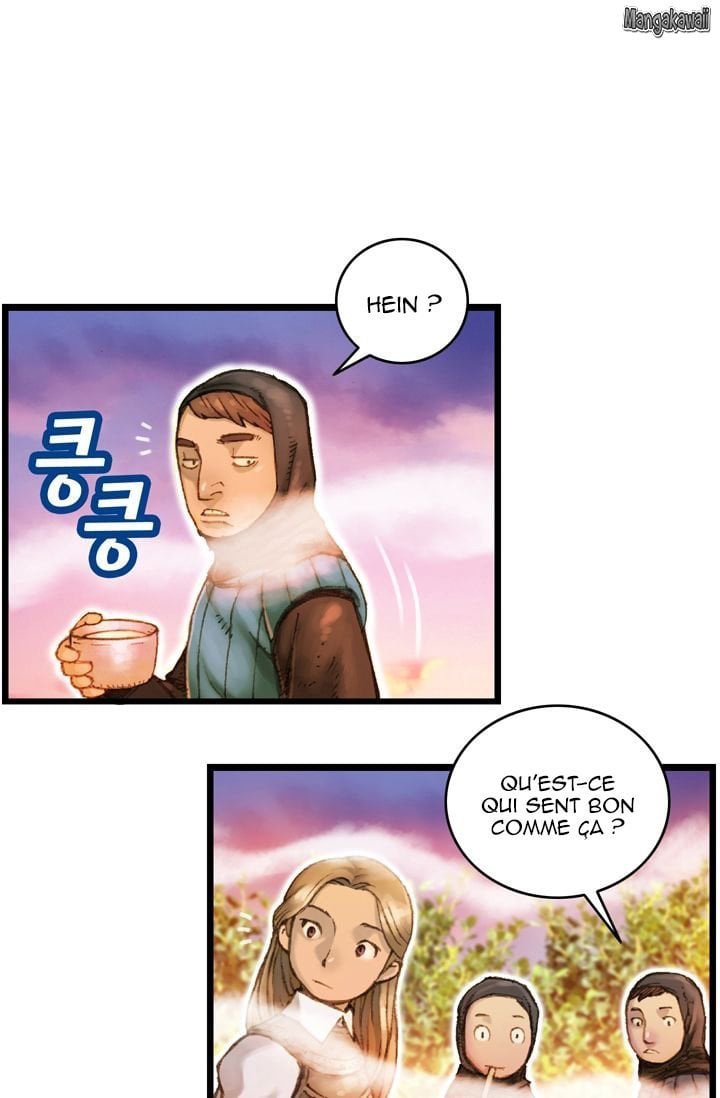 Mangakawaii
HEIN ?
킁
킁
QU'EST-CE
QUI SENT BON
COMME ÇA ?